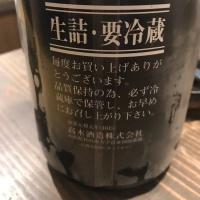 生詰・要冷蔵
毎度お買い上げありが
とうございます。
品質保持の為、必ず冷
蔵庫で保管し、お早め
にお召し上がり下さい。
高木酒造株式会社